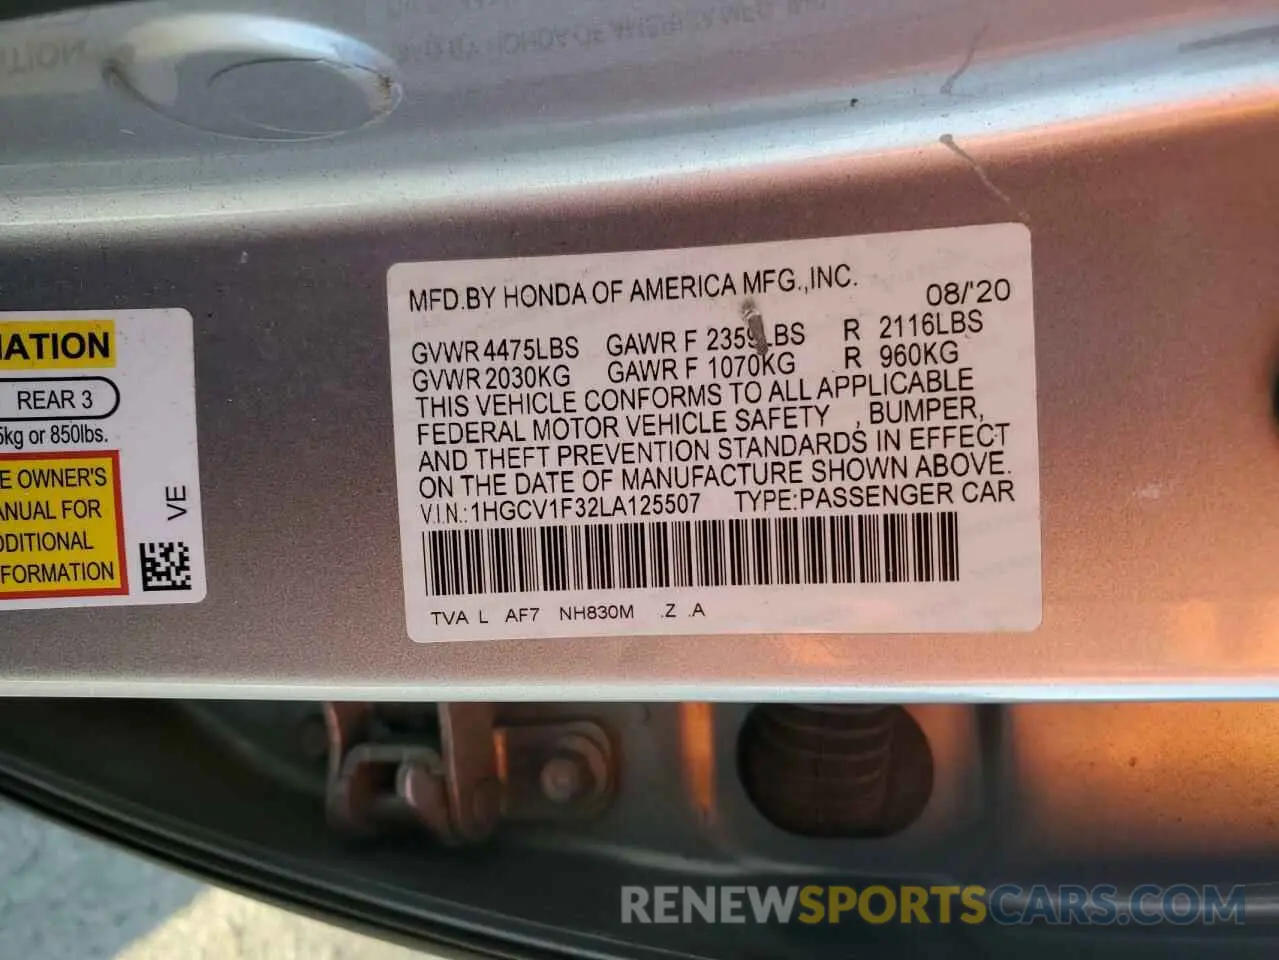 MATION
REAR 3
5kg or 850lbs.
E OWNER'S
ANUAL FOR
DDITIONAL
FORMATION
VE
MFD.BY HONDA OF AMERICA MFG.,INC.
08/'20
GVWR 4475LBS GAWR F 2359LBS R 2116LBS
GVWR 2030KG GAWR F 1070KG R 960KG
THIS VEHICLE CONFORMS TO ALL APPLICABLE
FEDERAL MOTOR VEHICLE SAFETY , BUMPER,
AND THEFT PREVENTION STANDARDS IN EFFECT
ON THE DATE OF MANUFACTURE SHOWN ABOVE.
V.I.N.:1HGCV1F32LA125507 TYPE:PASSENGER CAR
TVA L AF7 NH830M .Z .A
RENEWSPORTSCARS.COM